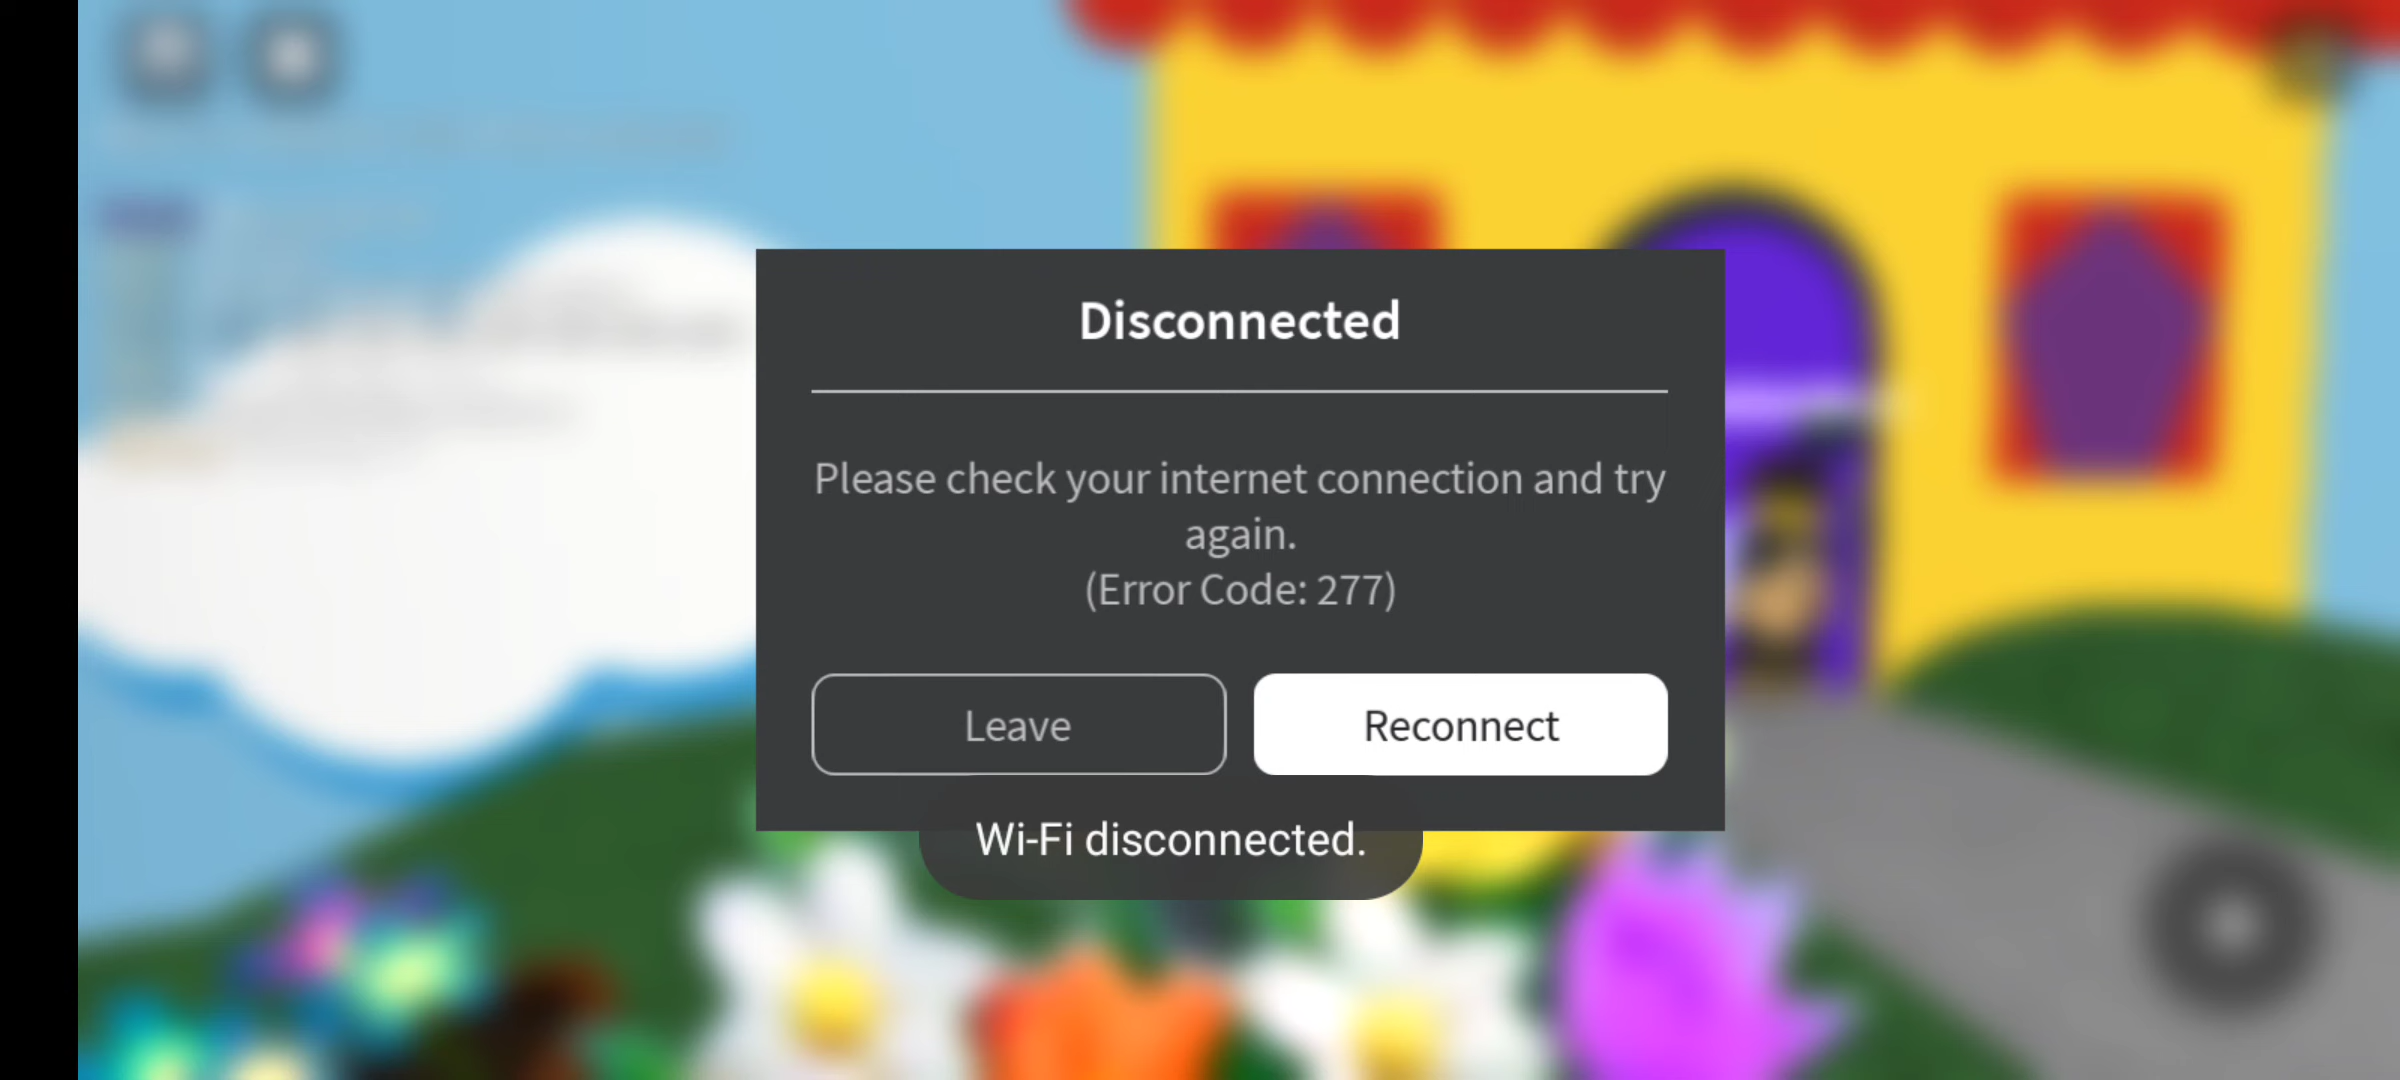 Disconnected
Please check your internet connection and try
again.
(Error Code: 277)
Leave
Reconnect
Wi-Fi disconnected.